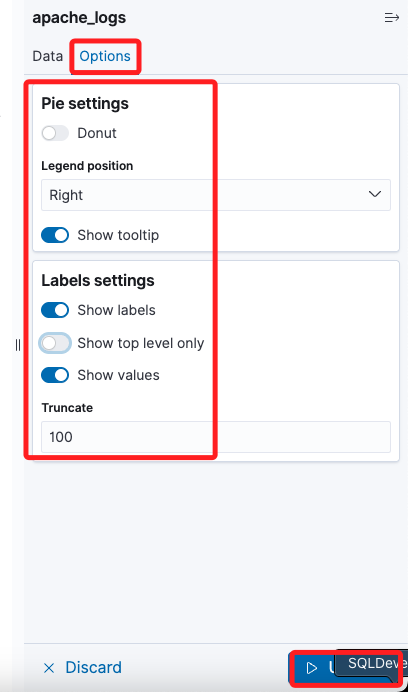 apache_logs
Data Options
Pie settings
Donut
Legend position
Right
Show tooltip
Labels settings
Show labels
Show top level only
Show values
Truncate
100
Discard